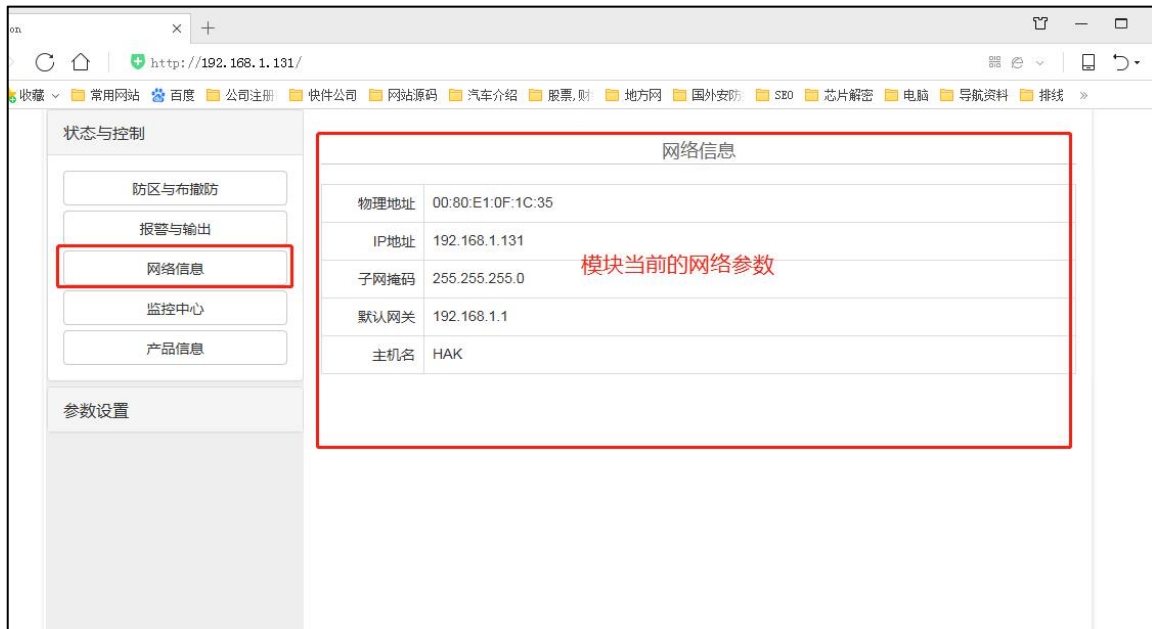 on
http://192.168.1.131/
收藏 常用网站 百度 公司注册 快件公司 网站源码 汽车介绍 股票,财 地方网 国外安防 SEO 芯片解密 电脑 导航资料 排线 »
状态与控制
防区与布撤防
报警与输出
网络信息
监控中心
产品信息
参数设置
网络信息
物理地址 00:80:E1:0F:1C:35
IP地址 192.168.1.131
子网掩码 255.255.255.0
默认网关 192.168.1.1
主机名 HAK
模块当前的网络参数